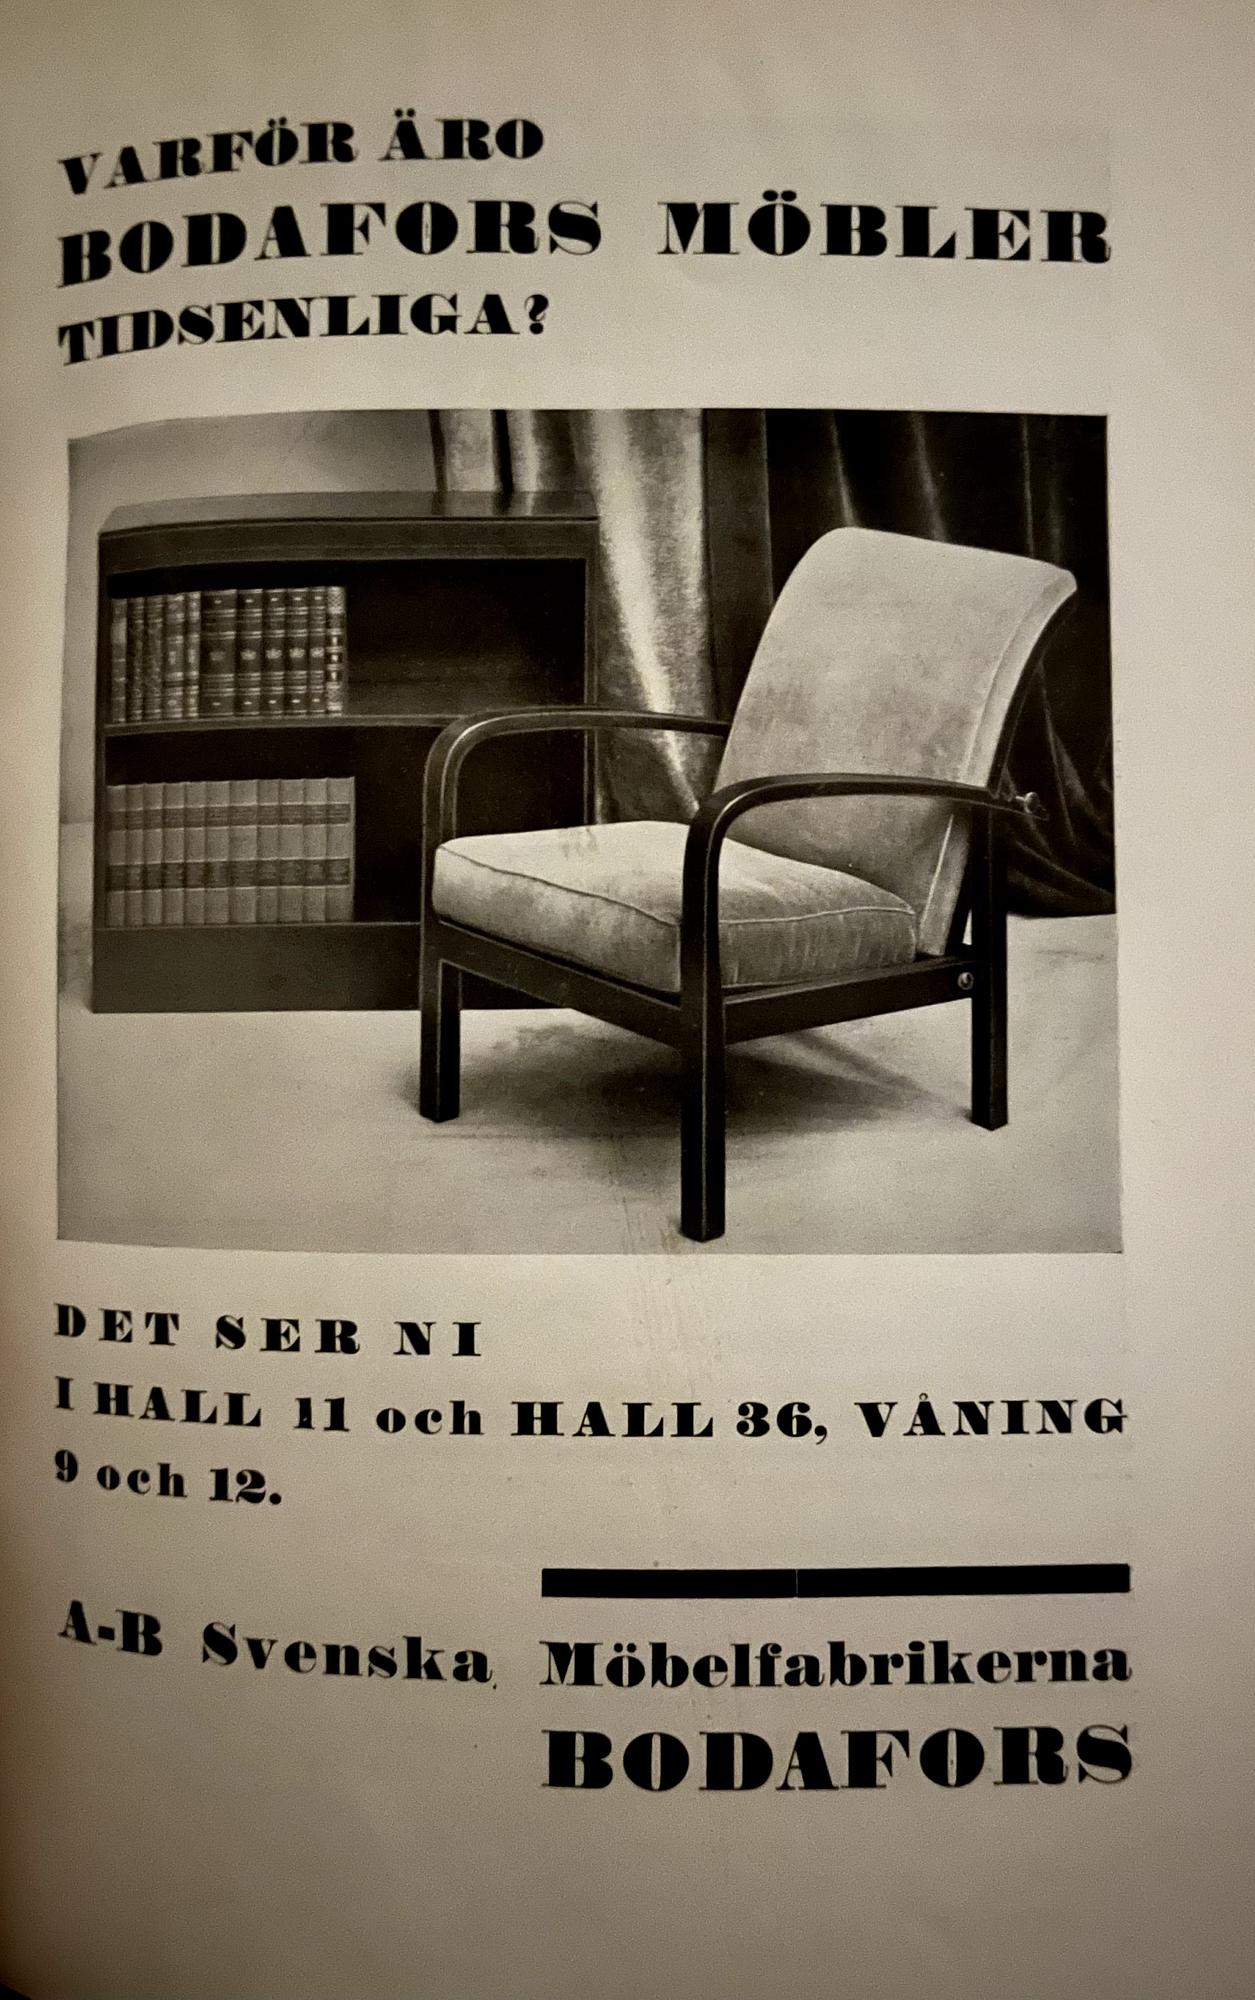 VARFÖR ÄRO
BODAFORS MÖBLER
TIDSENLIGA?
DET SER NI
I HALL 11 och HALL 36, VÅNING
9 och 12.
A-B Svenska Möbelfabrikerna
BODAFORS